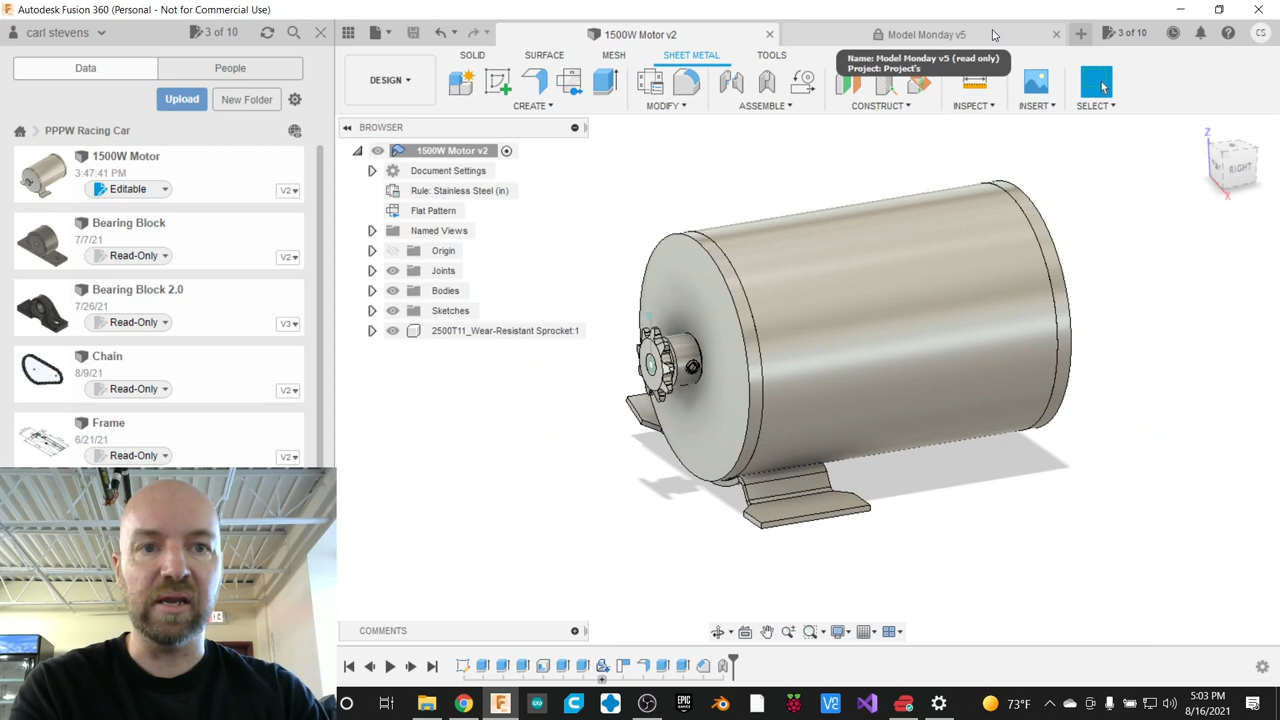 Autodesk Fusion 360 (Personal - Not for Commercial Use)
carl stevens
3 of 10
1500W Motor v2
Model Monday v5
3 of 10
CS
Data
People
SOLID
SURFACE
MESH
SHEET METAL
TOOLS
Name: Model Monday v5 (read only)
Project: Project's
DESIGN
Upload
New Folder
CREATE
MODIFY
ASSEMBLE
CONSTRUCT
INSPECT
INSERT
SELECT
PPPW Racing Car
BROWSER
1500W Motor
3:47:41 PM
Editable
V2
1500W Motor v2
Document Settings
Rule: Stainless Steel (in)
Flat Pattern
Named Views
Origin
Joints
Bodies
Sketches
2500T11_Wear-Resistant Sprocket:1
Z
RIGHT
X
Bearing Block
7/7/21
Read-Only
V2
Bearing Block 2.0
7/26/21
Read-Only
V3
Chain
8/9/21
Read-Only
V2
Frame
6/21/21
Read-Only
V2
COMMENTS
EPIC
GAMES
73°F
5:03 PM
8/16/2021